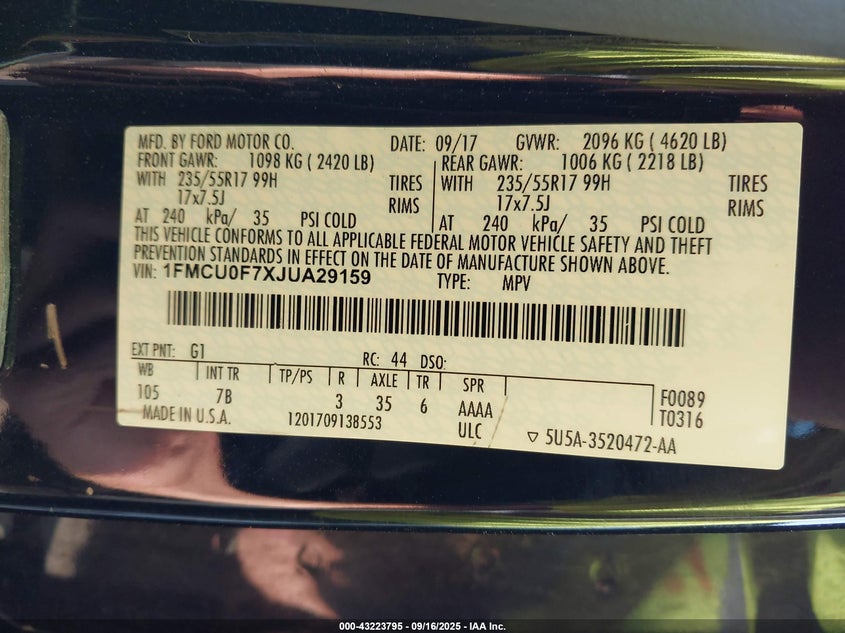 MFD. BY FORD MOTOR CO. DATE: 09/17 GVWR: 2096 KG ( 4620 LB)
FRONT GAWR: 1098 KG ( 2420 LB) REAR GAWR: 1006 KG ( 2218 LB)
WITH 235/55R17 99H TIRES WITH 235/55R17 99H TIRES
17x7.5J RIMS 17x7.5J RIMS
AT 240 kPa/ 35 PSI COLD AT 240 kPa/ 35 PSI COLD
THIS VEHICLE CONFORMS TO ALL APPLICABLE FEDERAL MOTOR VEHICLE SAFETY AND THEFT
PREVENTION STANDARDS IN EFFECT ON THE DATE OF MANUFACTURE SHOWN ABOVE.
VIN: 1FMCU0F7XJUA29159 TYPE: MPV
EXT PNT: G1 RC: 44 DSO:
WB INT TR TP/PS R AXLE TR SPR
105 7B 3 35 6 AAAA F0089
MADE IN U.S.A. 1201709138553 ULC T0316
5U5A-3520472-AA
000-43223795 - 09/16/2025 - IAA Inc.